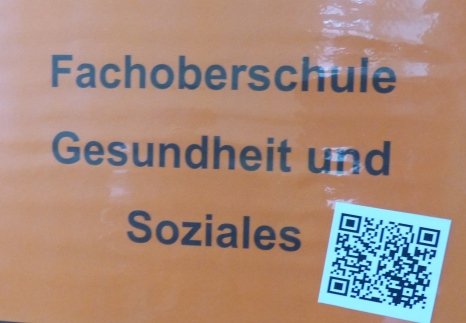 Fachoberschule
Gesundheit und
Soziales